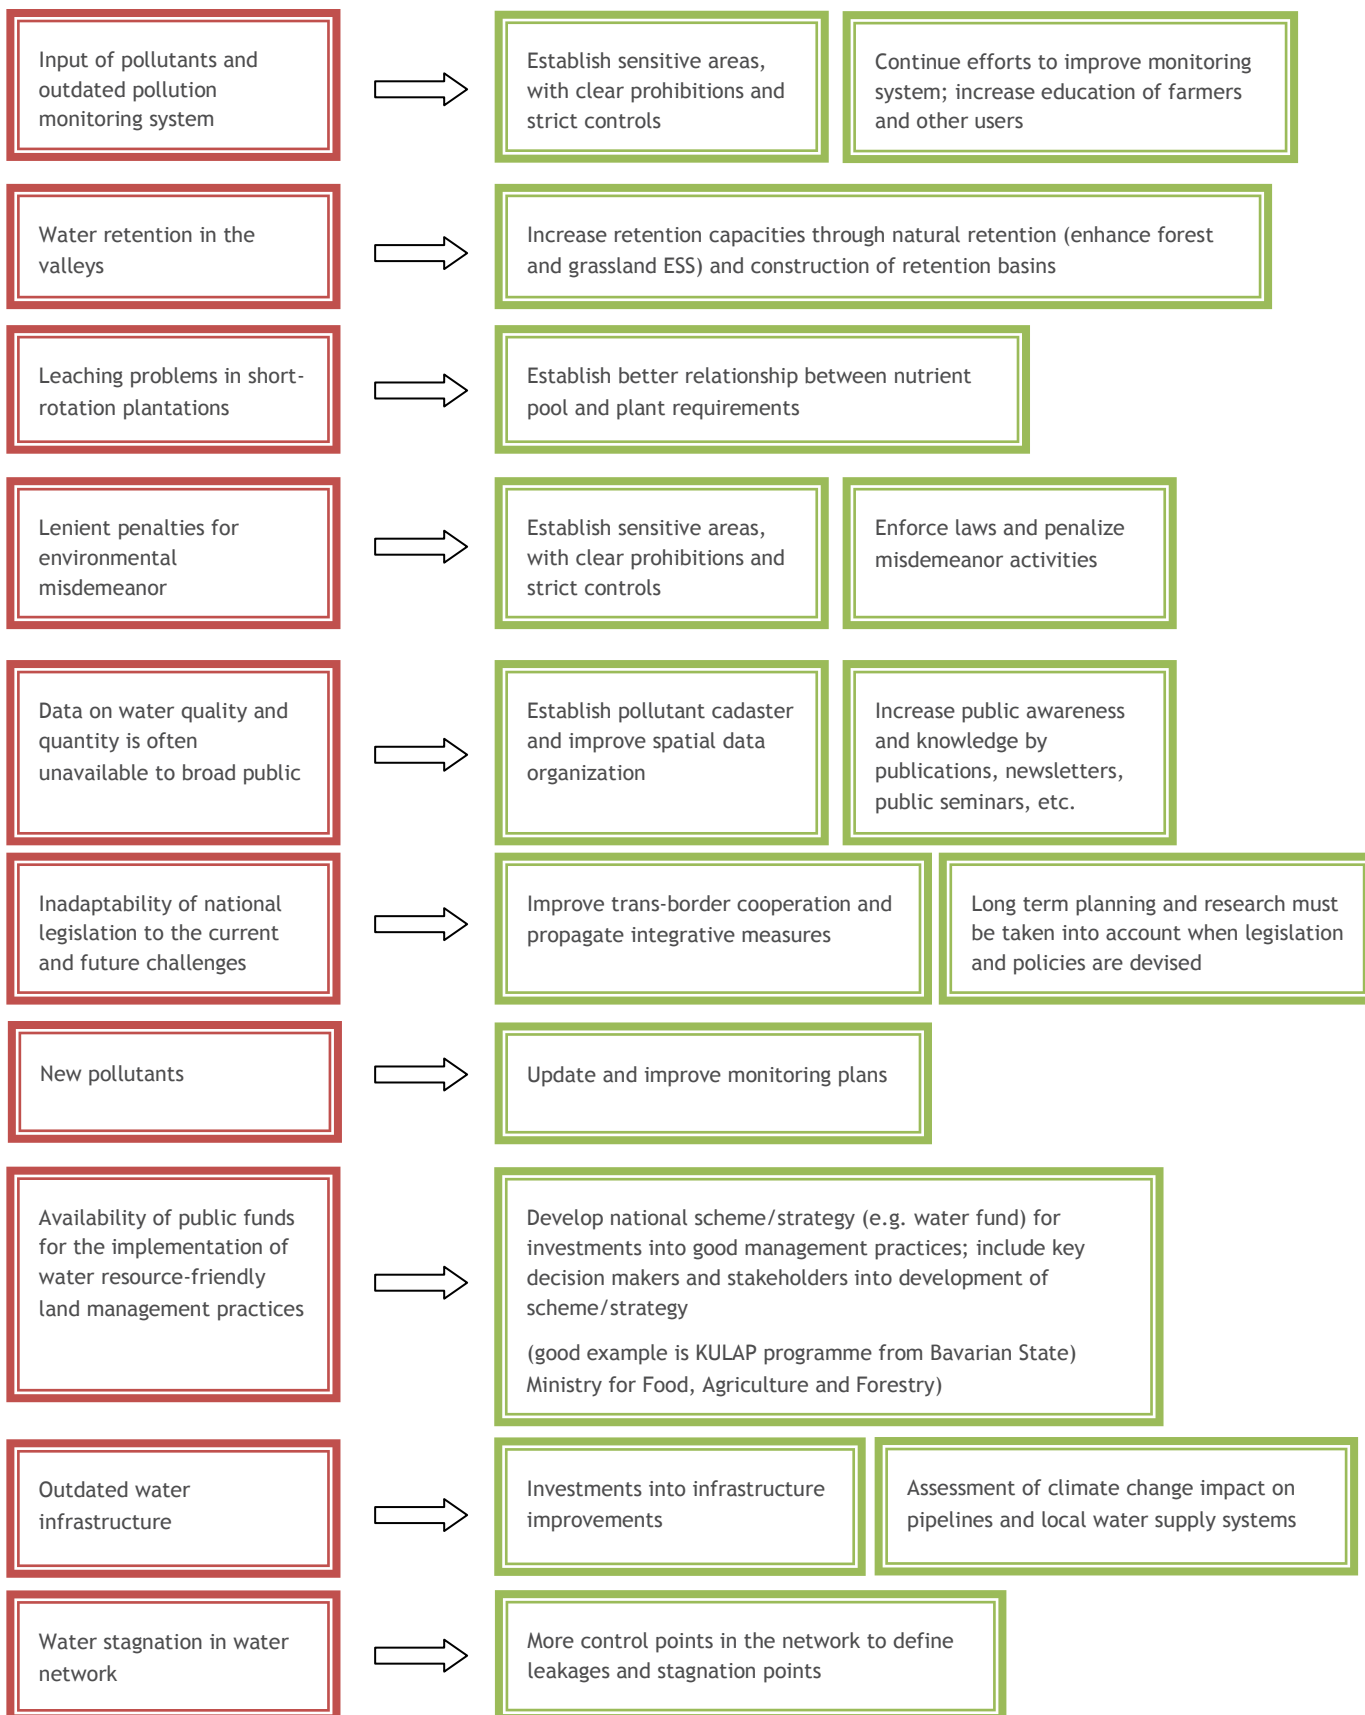 Input of pollutants and
outdated pollution
monitoring system
Establish sensitive areas,
with clear prohibitions and
strict controls
Continue efforts to improve monitoring
system; increase education of farmers
and other users
Water retention in the
valleys
Increase retention capacities through natural retention (enhance forest
and grassland ESS) and construction of retention basins
Leaching problems in short-
rotation plantations
Establish better relationship between nutrient
pool and plant requirements
Lenient penalties for
environmental
misdemeanor
Establish sensitive areas,
with clear prohibitions and
strict controls
Enforce laws and penalize
misdemeanor activities
Data on water quality and
quantity is often
unavailable to broad public
Establish pollutant cadaster
and improve spatial data
organization
Increase public awareness
and knowledge by
publications, newsletters,
public seminars, etc.
Inadaptability of national
legislation to the current
and future challenges
Improve trans-border cooperation and
propagate integrative measures
Long term planning and research must
be taken into account when legislation
and policies are devised
New pollutants
Update and improve monitoring plans
Availability of public funds
for the implementation of
water resource-friendly
land management practices
Develop national scheme/strategy (e.g. water fund) for
investments into good management practices; include key
decision makers and stakeholders into development of
scheme/strategy
(good example is KULAP programme from Bavarian State)
Ministry for Food, Agriculture and Forestry)
Outdated water
infrastructure
Investments into infrastructure
improvements
Assessment of climate change impact on
pipelines and local water supply systems
Water stagnation in water
network
More control points in the network to define
leakages and stagnation points